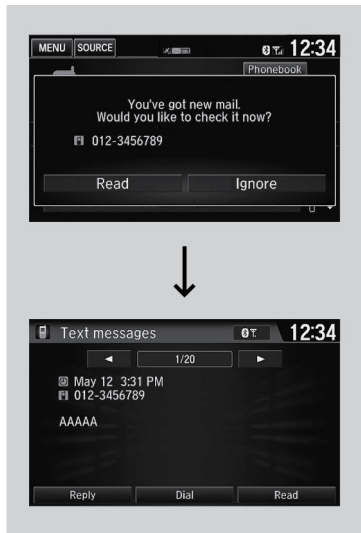 MENU SOURCE 12:34
Phonebook
You've got new mail.
Would you like to check it now?
012-3456789
Read Ignore
Text messages 12:34
1/20
May 12 3:31 PM
012-3456789
AAAAA
Reply Dial Read